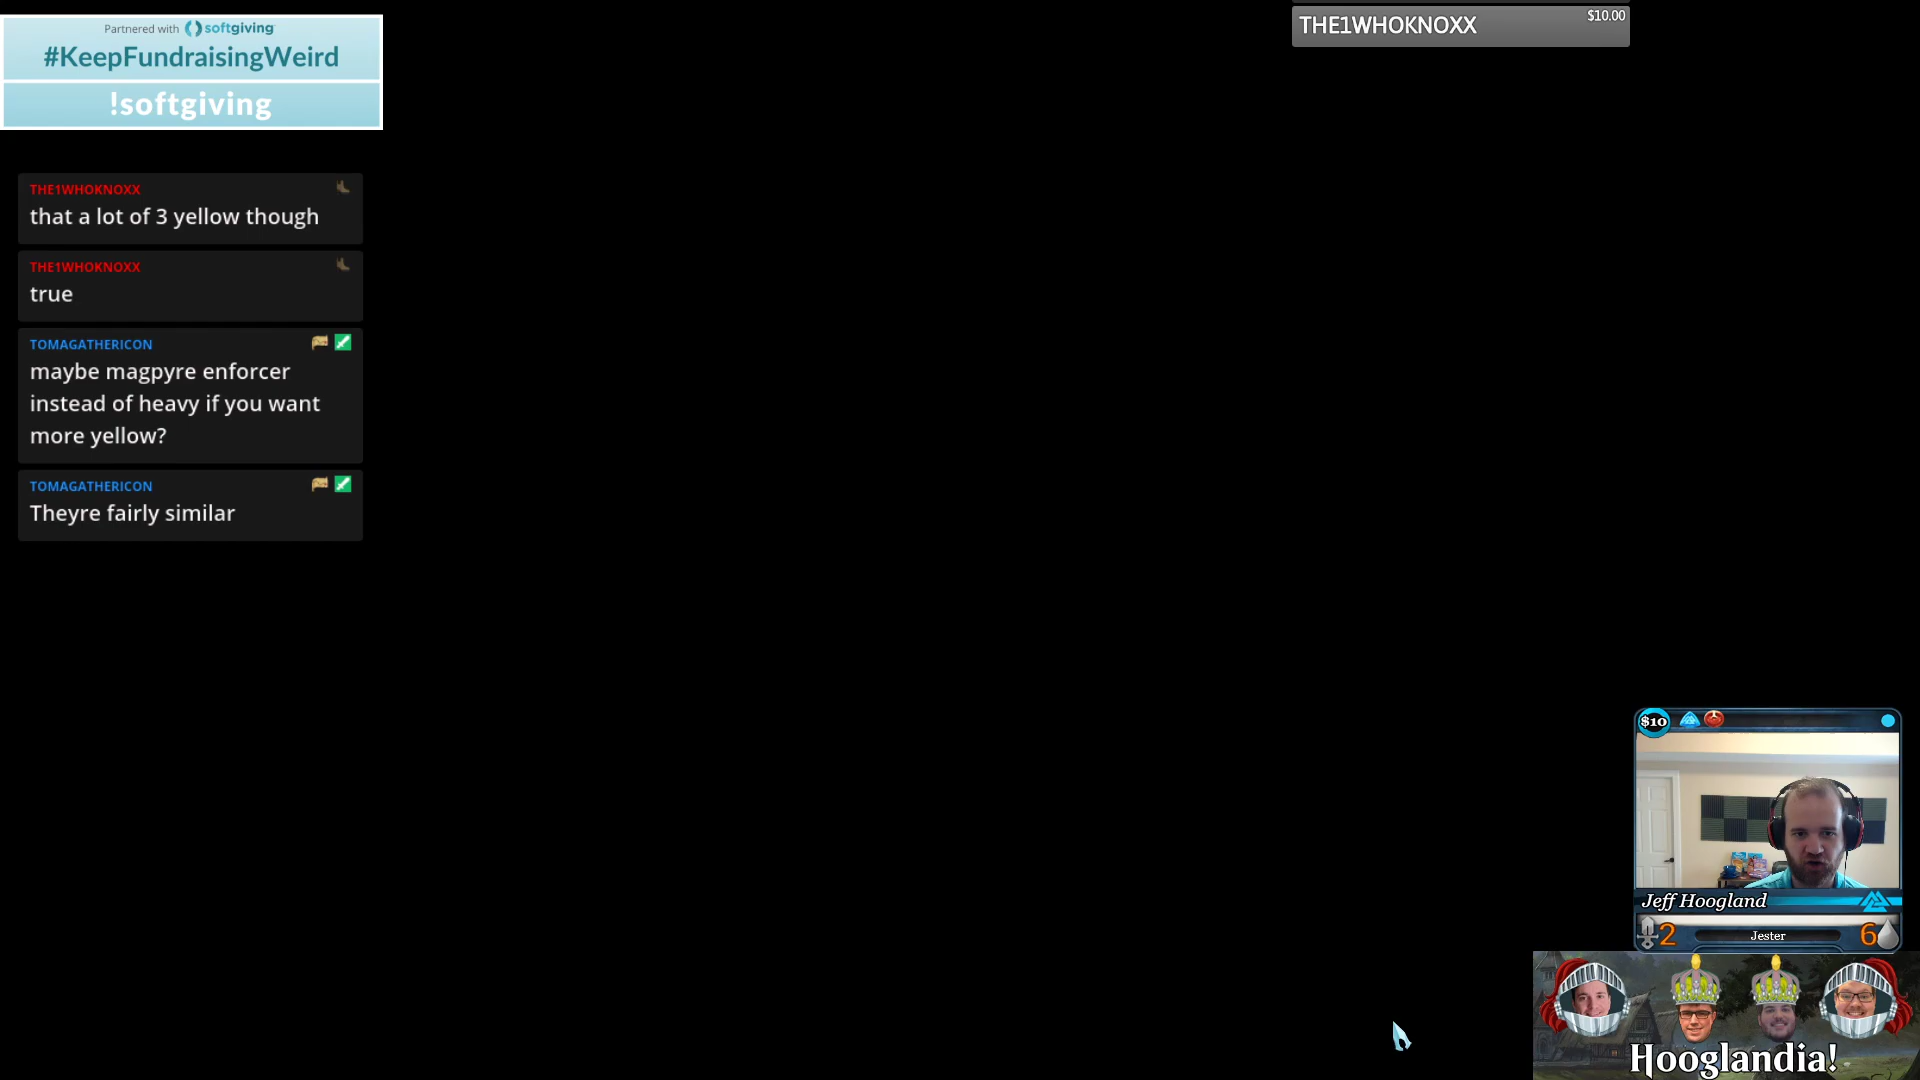 Partnered with softgiving
#KeepFundraisingWeird
!softgiving
THE1WHOKNOXX
$10.00
THE1WHOKNOXX
that a lot of 3 yellow though
THE1WHOKNOXX
true
TOMAGATHERICON
maybe magpyre enforcer
instead of heavy if you want
more yellow?
TOMAGATHERICON
Theyre fairly similar
$10
Jeff Hoogland
2
Jester
6
Hooglandia!